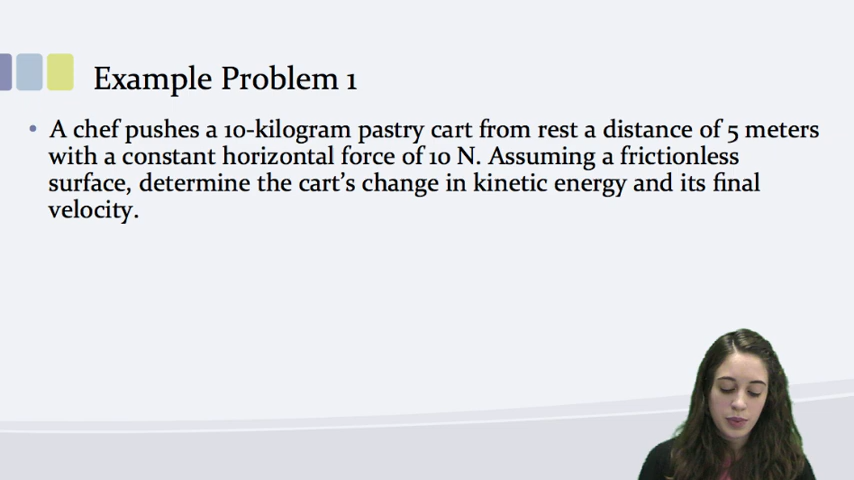 Example Problem 1
• A chef pushes a 10-kilogram pastry cart from rest a distance of 5 meters
with a constant horizontal force of 10 N. Assuming a frictionless
surface, determine the cart’s change in kinetic energy and its final
velocity.